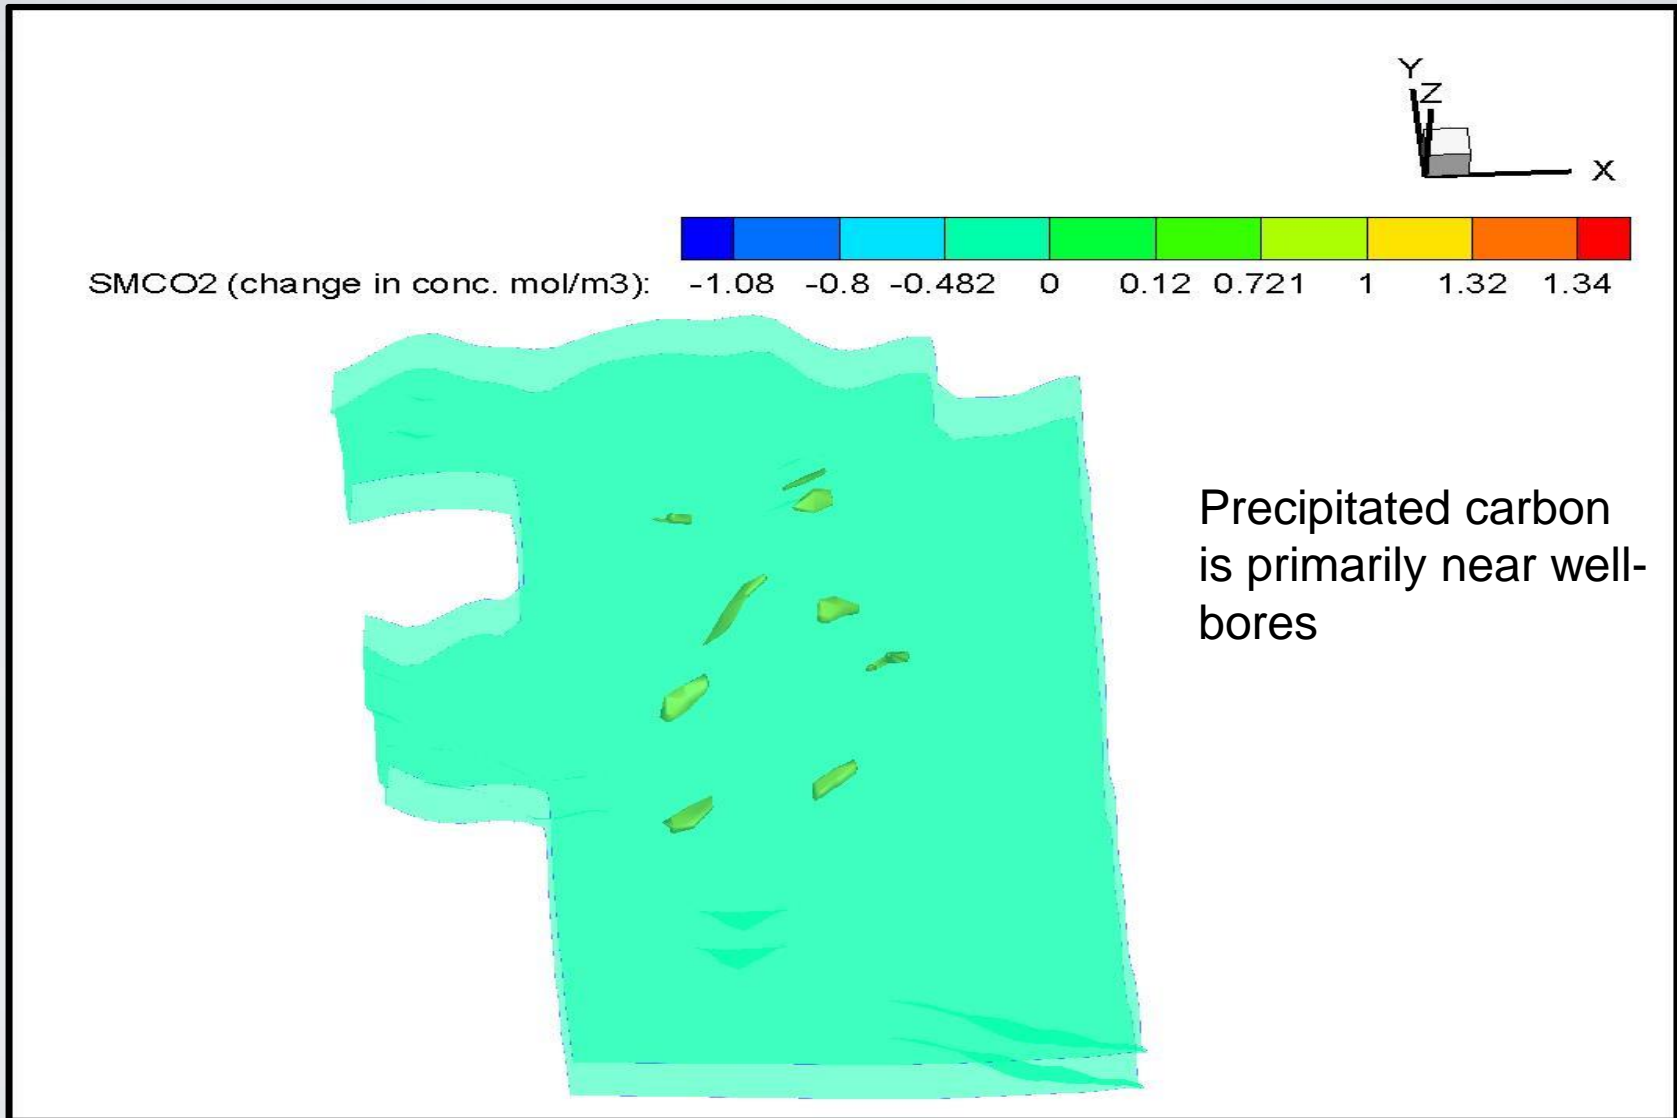 Y
Z
X
SMCO2 (change in conc. mol/m3): -1.08 -0.8 -0.482 0 0.12 0.721 1 1.32 1.34
Precipitated carbon
is primarily near well-
bores